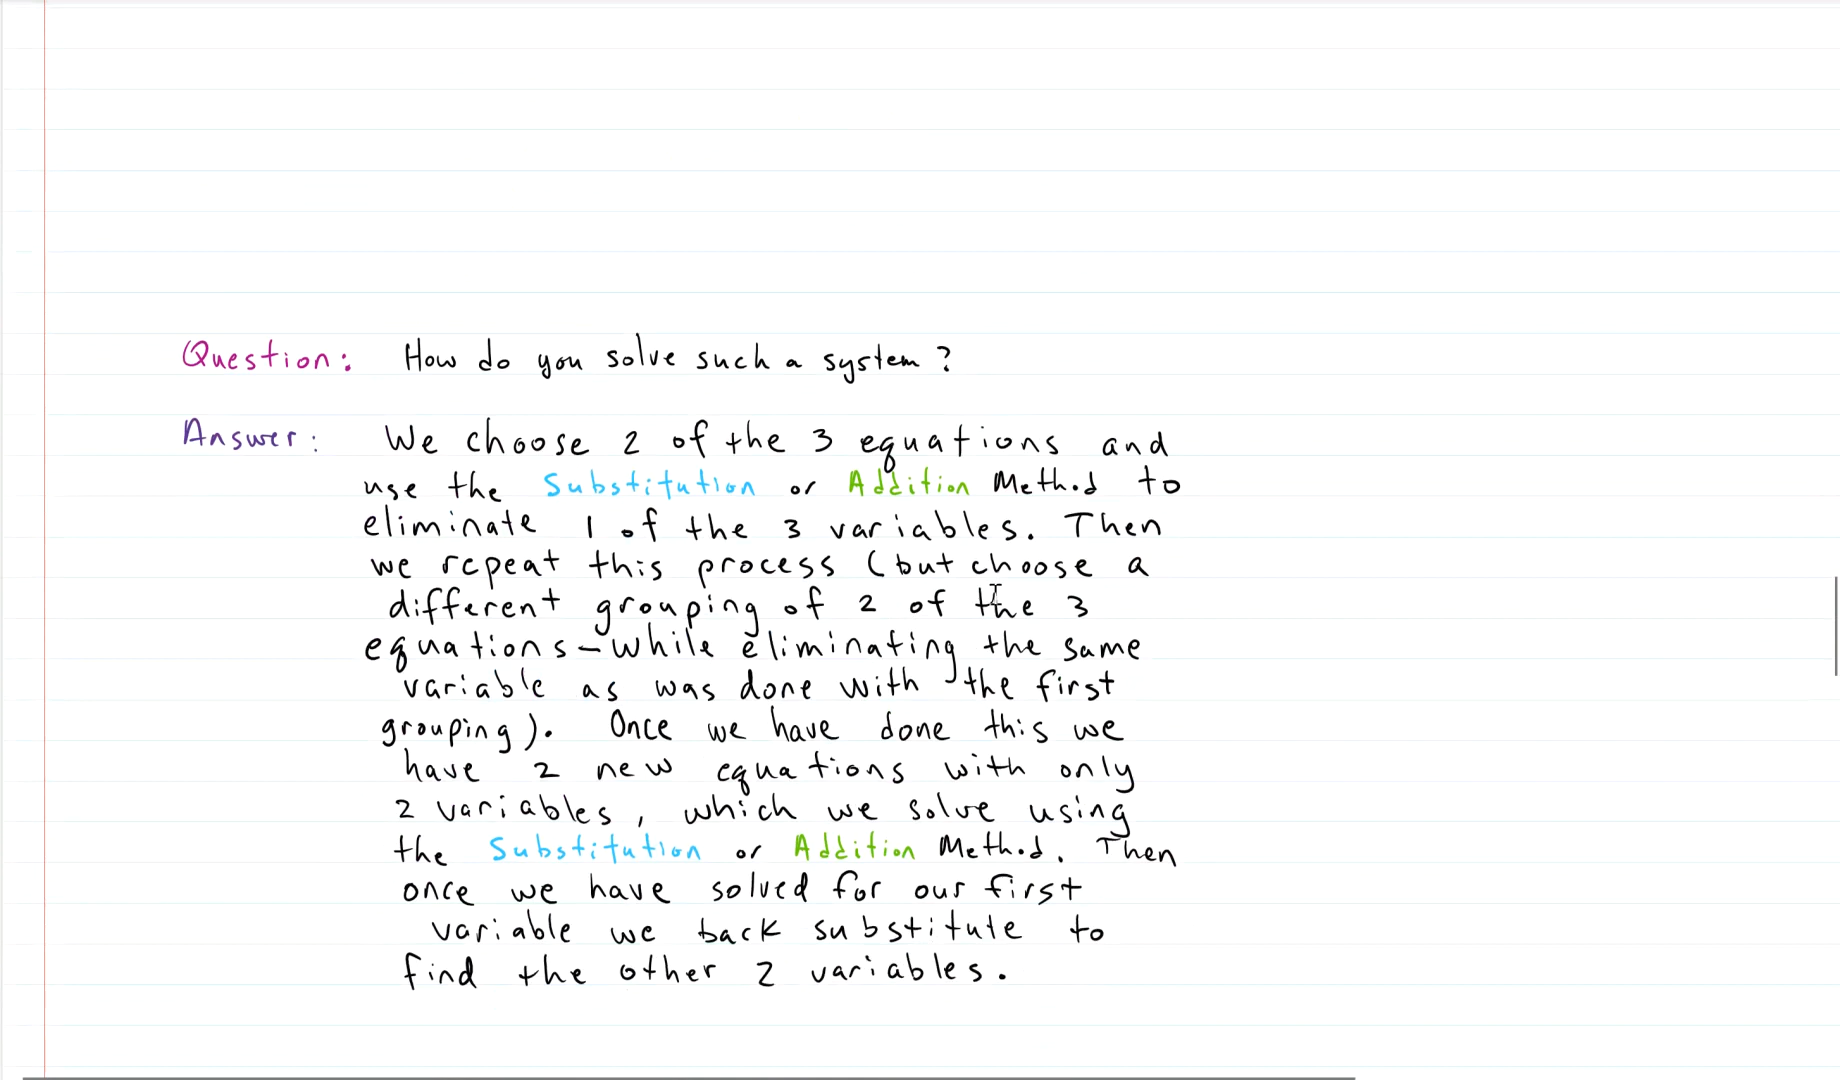 Question: How do you solve such a system?
Answer: We choose 2 of the 3 equations and
use the Substitution or Addition Method to
eliminate 1 of the 3 variables. Then
we repeat this process (but choose a
different grouping of 2 of the 3
equations - while eliminating the same
variable as was done with the first
grouping). Once we have done this we
have 2 new equations with only
2 variables, which we solve using
the Substitution or Addition Method. Then
once we have solved for our first
variable we back substitute to
find the other 2 variables.